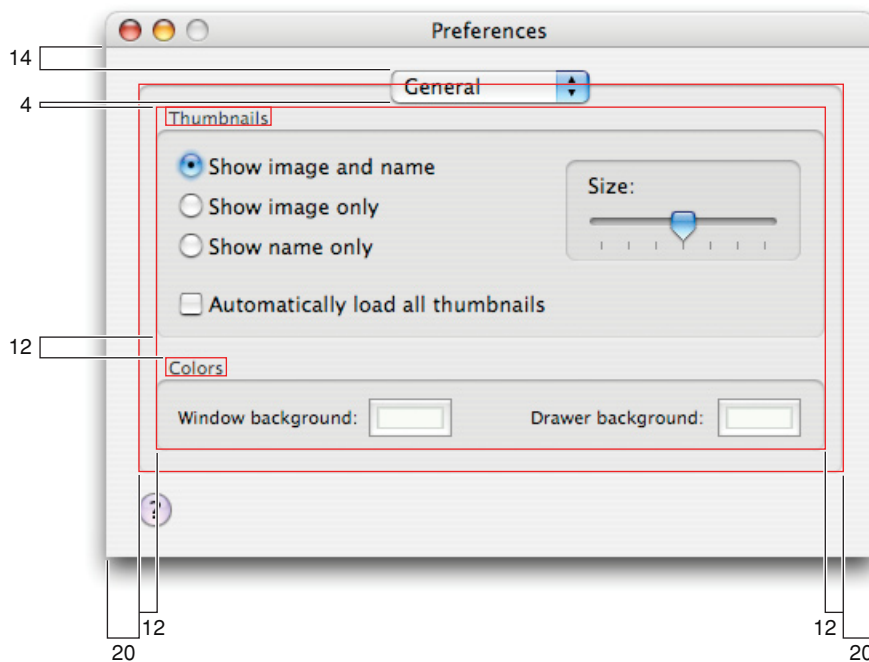 Preferences
14
General
4
Thumbnails
Show image and name
Size:
Show image only
Show name only
Automatically load all thumbnails
12
Colors
Window background:
Drawer background:
?
12
12
20
20